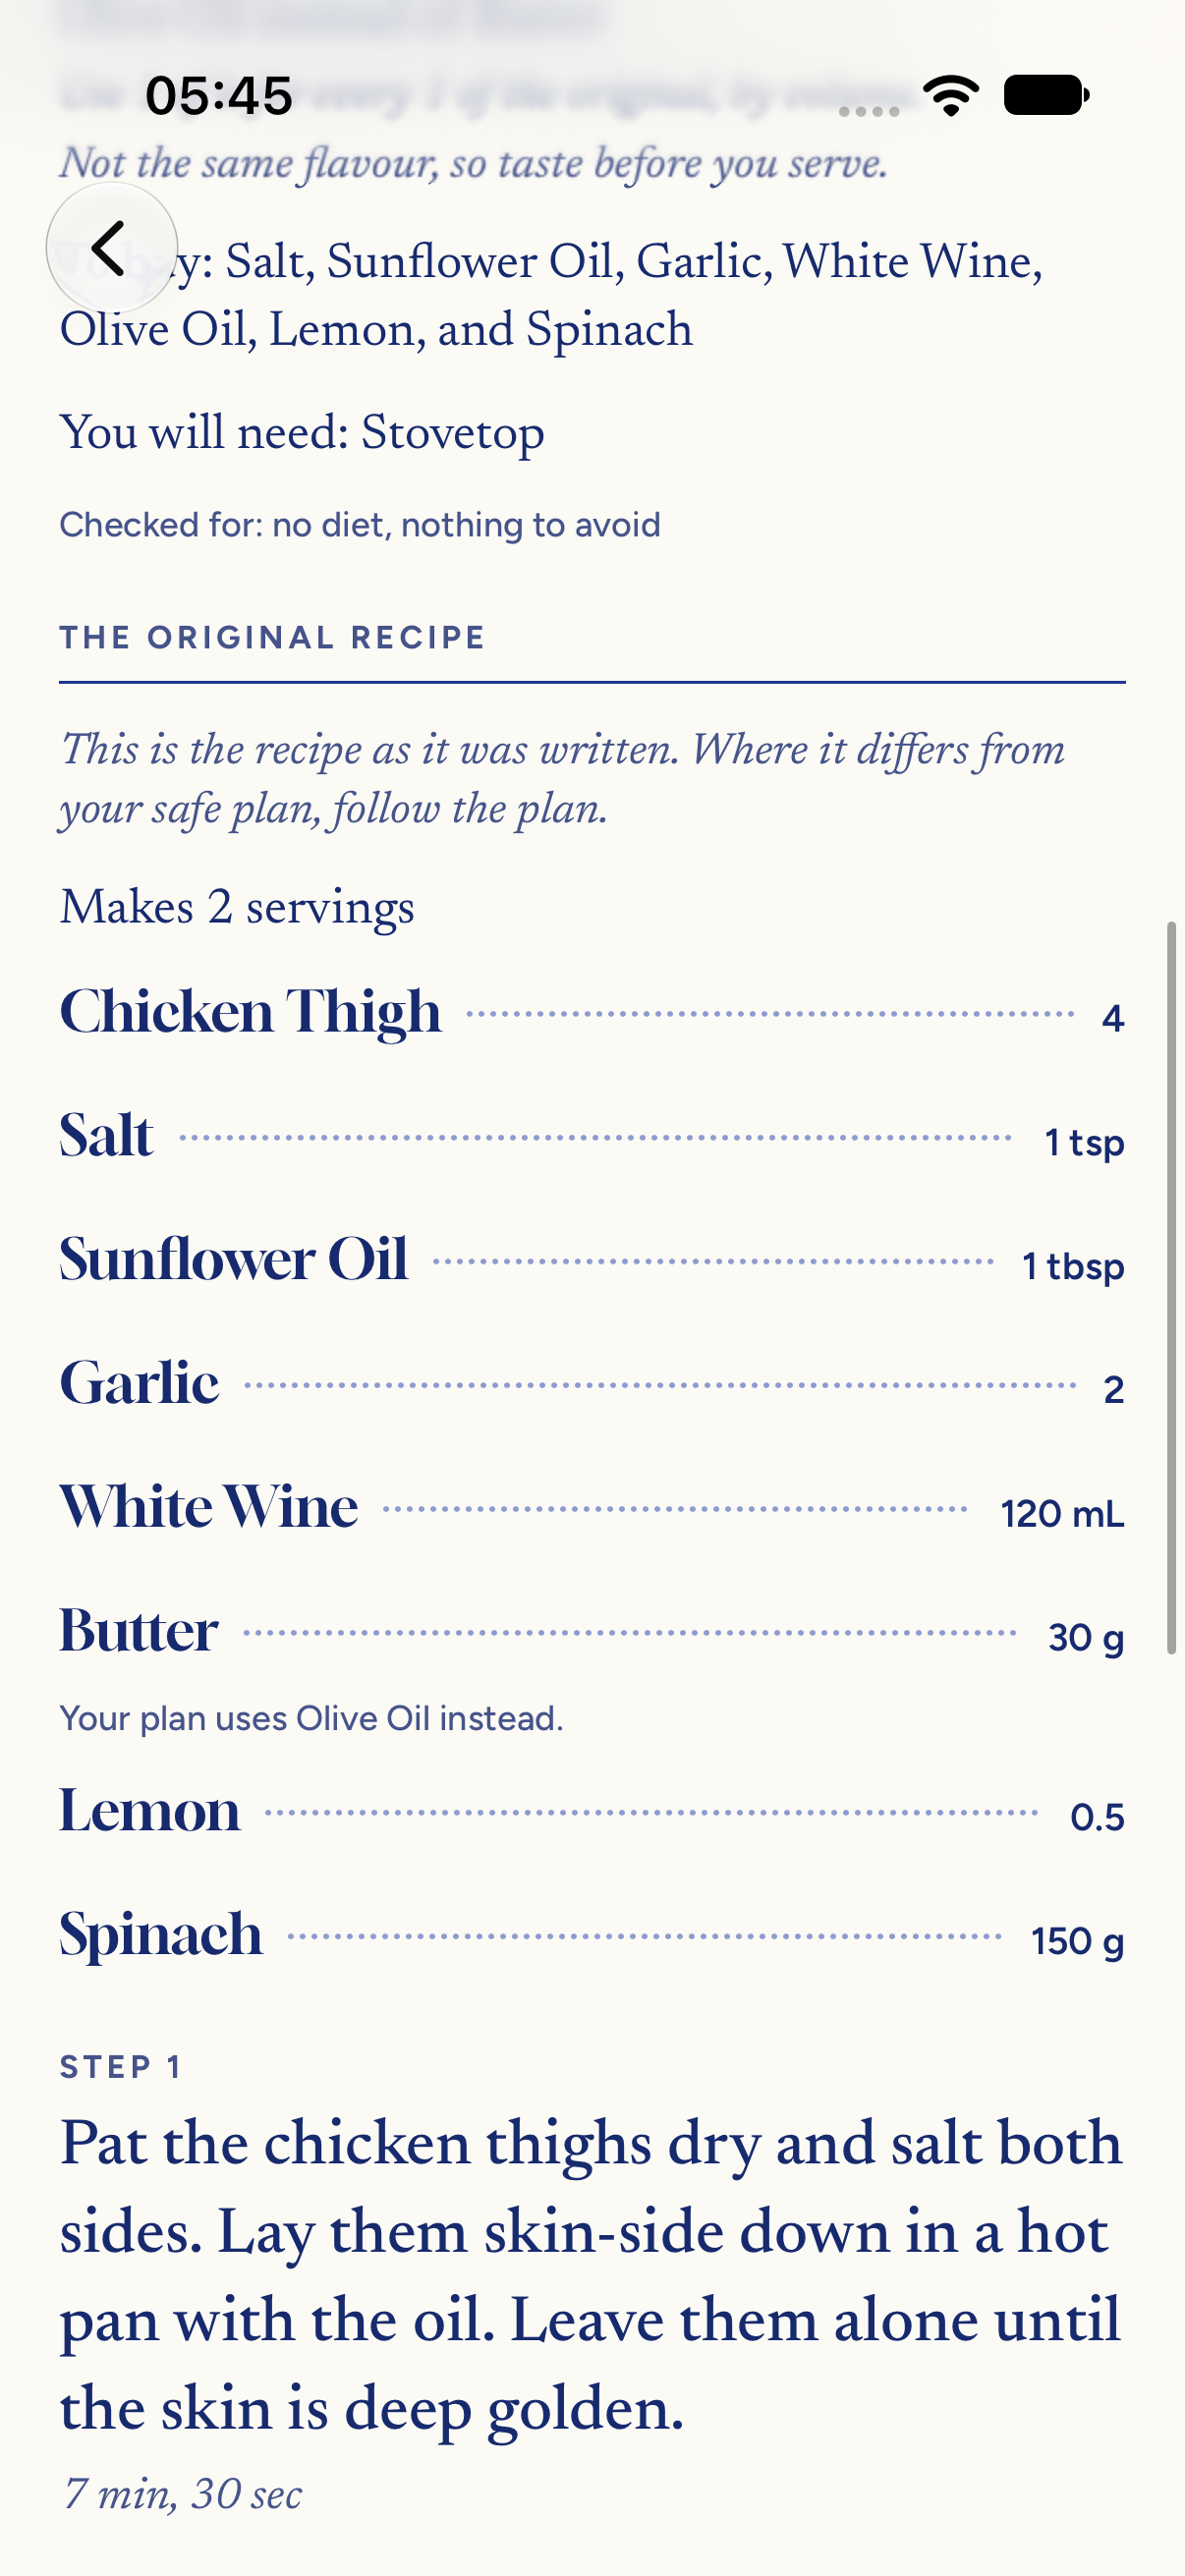 05:45
Not the same flavour, so taste before you serve.
Salt, Sunflower Oil, Garlic, White Wine,
Olive Oil, Lemon, and Spinach
You will need: Stovetop
Checked for: no diet, nothing to avoid
THE ORIGINAL RECIPE
This is the recipe as it was written. Where it differs from
your safe plan, follow the plan.
Makes 2 servings
Chicken Thigh 4
Salt 1 tsp
Sunflower Oil 1 tbsp
Garlic 2
White Wine 120 mL
Butter 30 g
Your plan uses Olive Oil instead.
Lemon 0.5
Spinach 150 g
STEP 1
Pat the chicken thighs dry and salt both
sides. Lay them skin-side down in a hot
pan with the oil. Leave them alone until
the skin is deep golden.
7 min, 30 sec